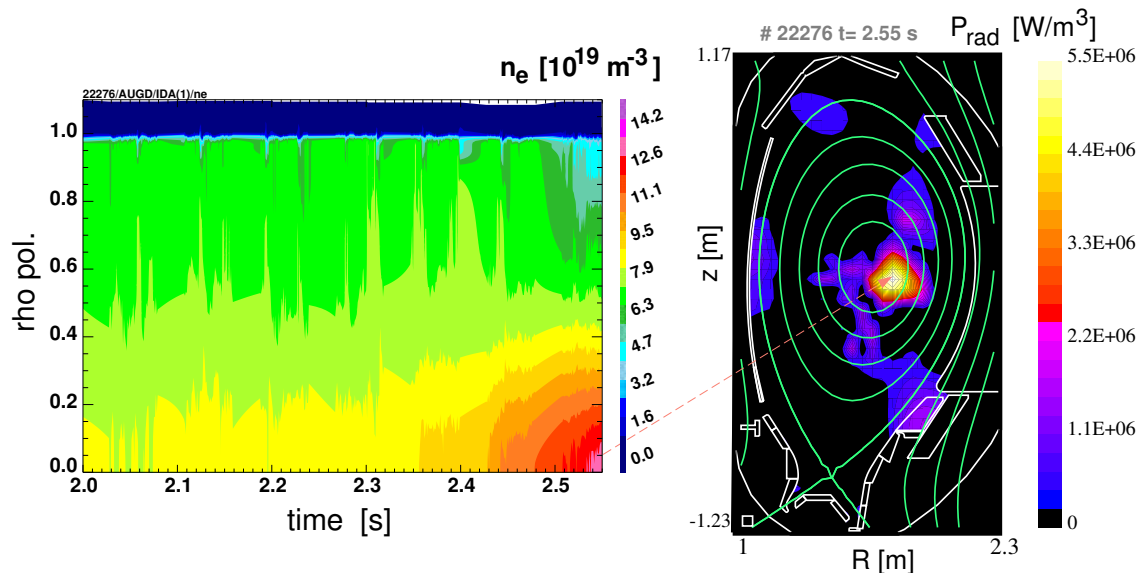 n_e [10^19 m^-3]
22276/AUGD/IDA(1)/ne
1.0
0.8
0.6
0.4
0.2
0.0
rho pol.
2.0 2.1 2.2 2.3 2.4 2.5
time [s]
14.2
12.6
11.1
9.5
7.9
6.3
4.7
3.2
1.6
0.0
# 22276 t= 2.55 s
P_rad [W/m^3]
1.17
z [m]
-1.23
1 2.3
R [m]
5.5E+06
4.4E+06
3.3E+06
2.2E+06
1.1E+06
0